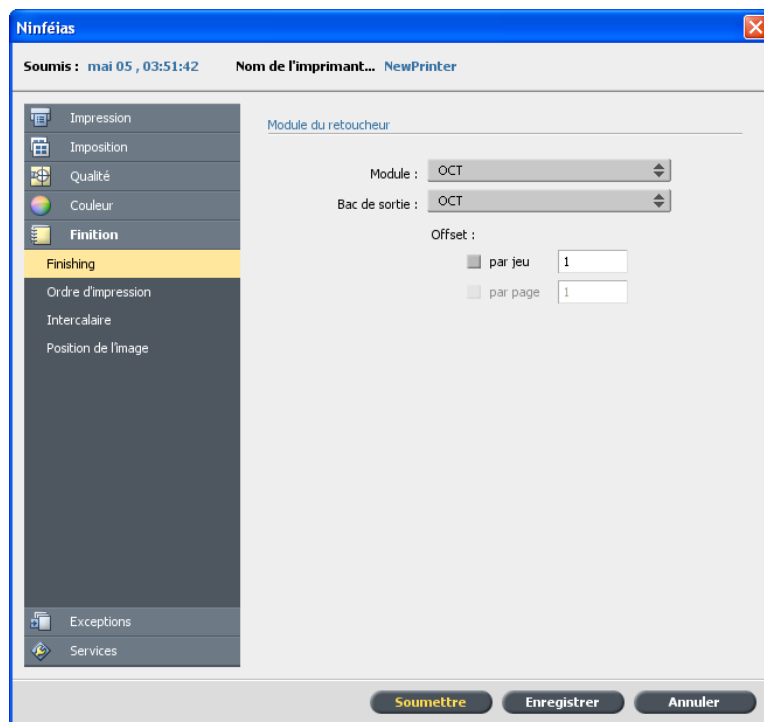 Ninféias
Soumis : mai 05 , 03:51:42 Nom de l'imprimant... NewPrinter
Impression
Imposition
Qualité
Couleur
Finition
Finishing
Ordre d'impression
Intercalaire
Position de l'image
Exceptions
Services
Module du retoucheur
Module : OCT
Bac de sortie : OCT
Offset :
par jeu 1
par page 1
Soumettre Enregistrer Annuler